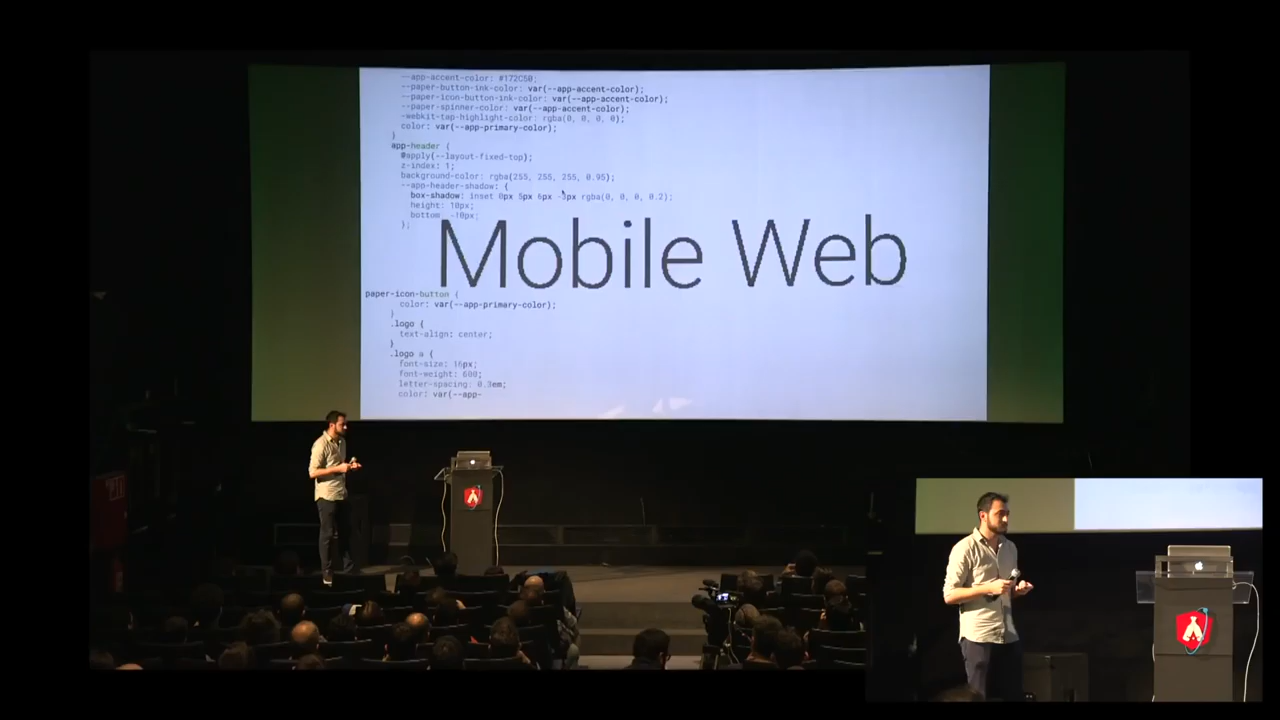 --app-accent-color: #172C50;
--paper-button-ink-color: var(--app-accent-color);
--paper-icon-button-ink-color: var(--app-accent-color);
--paper-spinner-color: var(--app-accent-color);
-webkit-tap-highlight-color: rgba(0, 0, 0, 0);
color: var(--app-primary-color);
}
app-header {
@apply(--layout-fixed-top);
z-index: 1;
background-color: rgba(255, 255, 255, 0.95);
--app-header-shadow: {
box-shadow: inset 0px 5px 6px -3px rgba(0, 0, 0, 0.2);
height: 10px;
bottom: -10px;
};
Mobile Web
paper-icon-button {
color: var(--app-primary-color);
}
.logo {
text-align: center;
}
.logo a {
font-size: 16px;
font-weight: 600;
letter-spacing: 0.3em;
color: var(--app-